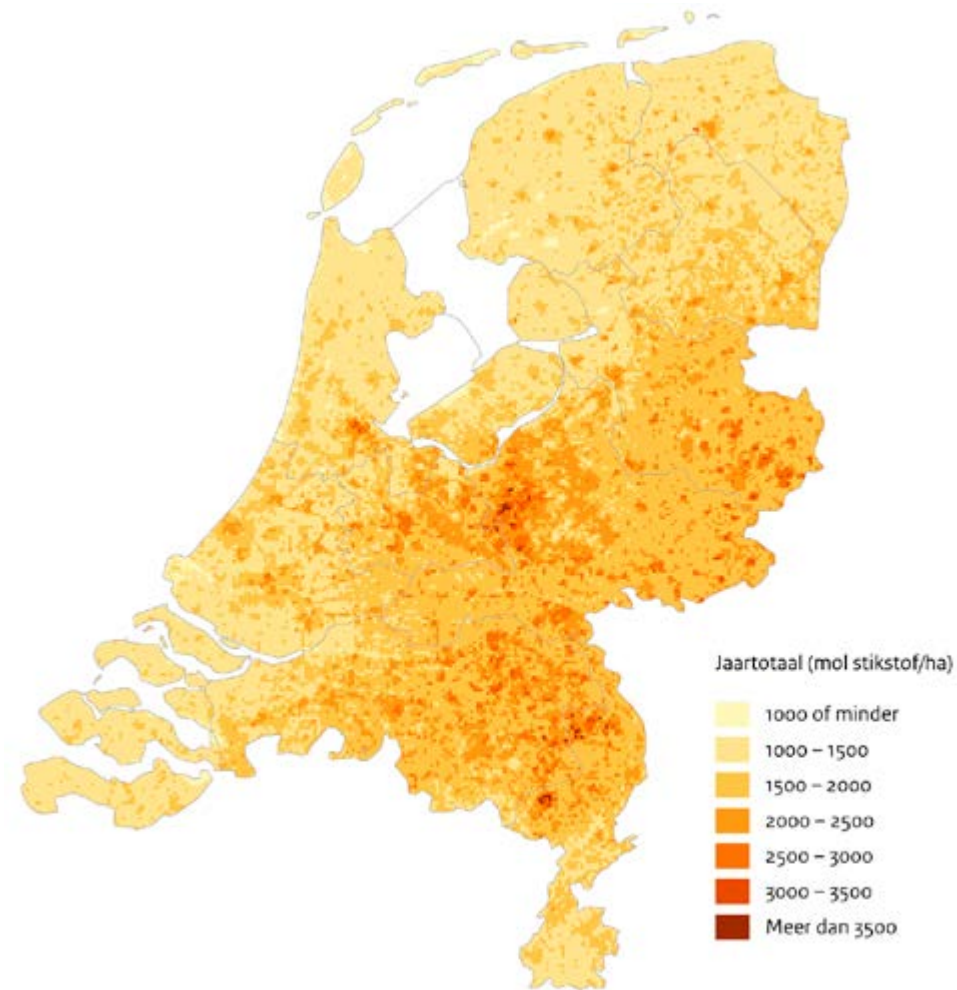 Jaartotaal (mol stikstof/ha)
1000 of minder
1000 – 1500
1500 – 2000
2000 – 2500
2500 – 3000
3000 – 3500
Meer dan 3500